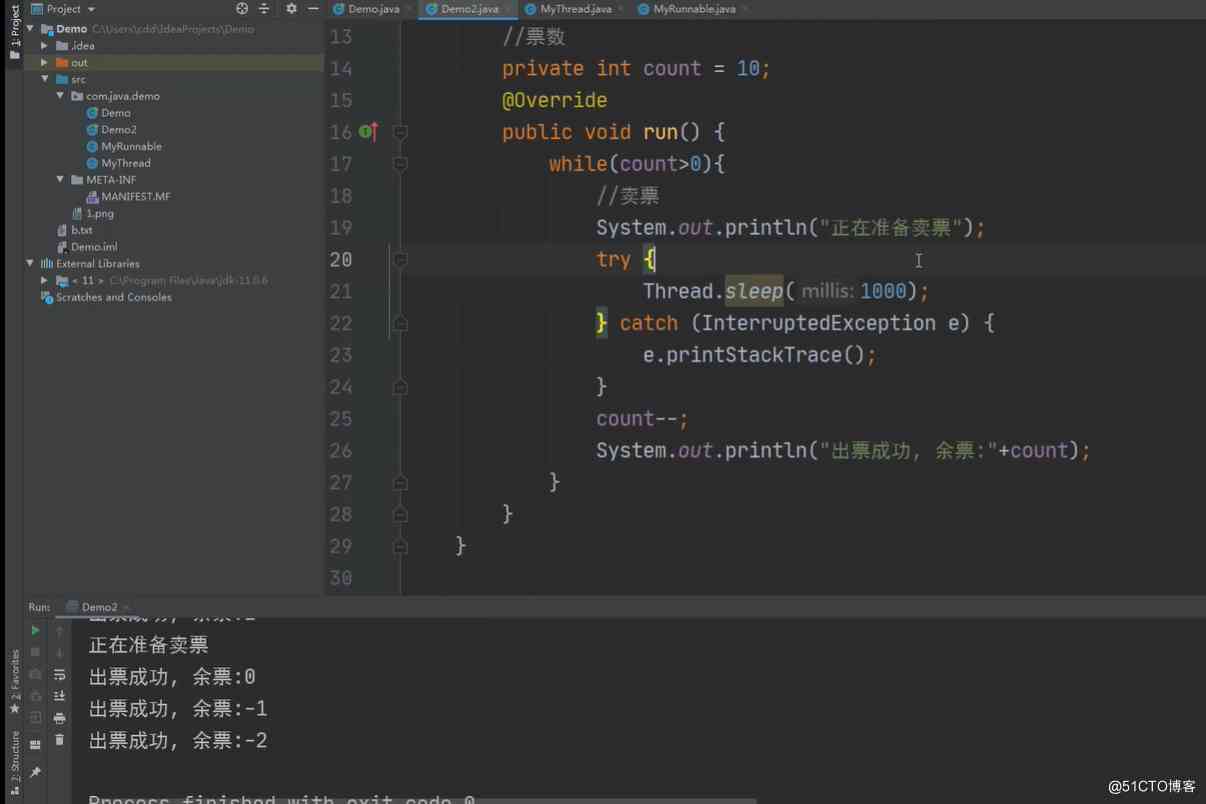 Project
Demo.java
Demo2.java
MyThread.java
MyRunnable.java
1: Project
Demo C:\Users\cdd\IdeaProjects\Demo
.idea
out
src
com.java.demo
Demo
Demo2
MyRunnable
MyThread
META-INF
MANIFEST.MF
1.png
b.txt
Demo.iml
External Libraries
< 11 > C:\Program Files\Java\jdk-11.0.6
Scratches and Consoles
13 //票数
14 private int count = 10;
15 @Override
16 public void run() {
17 while(count>0){
18 //卖票
19 System.out.println("正在准备卖票");
20 try {
21 Thread.sleep( millis: 1000);
22 } catch (InterruptedException e) {
23 e.printStackTrace();
24 }
25 count--;
26 System.out.println("出票成功, 余票:"+count);
27 }
28 }
29 }
30
Run: Demo2
正在准备卖票
出票成功, 余票:0
出票成功, 余票:-1
出票成功, 余票:-2
Process finished with exit code 0
2: Favorites
7: Structure
@51CTO博客